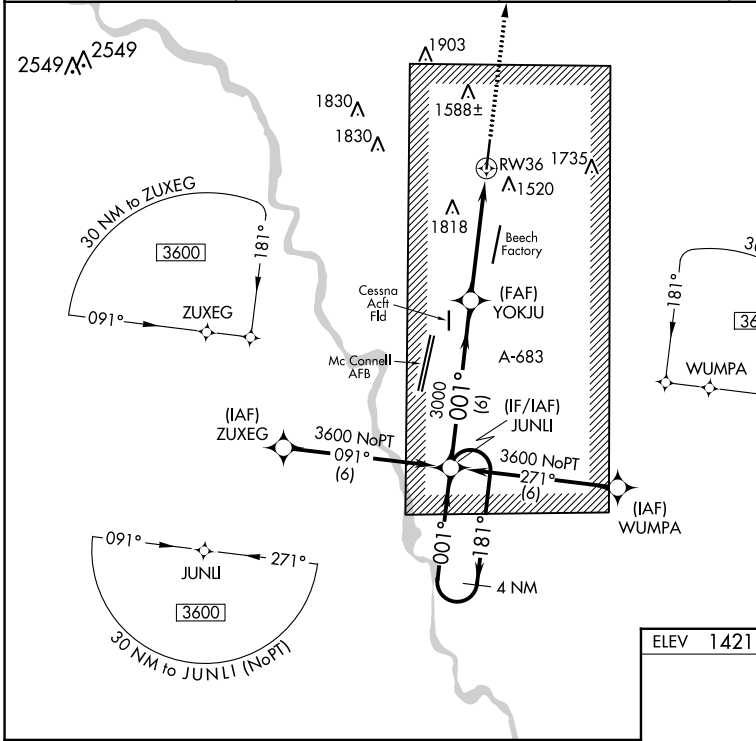 2549 2549
1903
1588±
1830
1830
RW36
1735
1520
1818
Beech
Factory
30 NM to ZUXEG
3600
181°
091°
ZUXEG
181°
WUMPA
Cessna
Acft
Fld
Mc Connell
AFB
(FAF)
YOKJU
A-683
3000
001°
(6)
(IF/IAF)
JUNLI
(IAF)
ZUXEG
3600 NoPT
091°
(6)
3600 NoPT
271°
(6)
(IAF)
WUMPA
001°
181°
4 NM
091°
271°
JUNLI
3600
30 NM to JUNLI (NoPT)
ELEV 1421